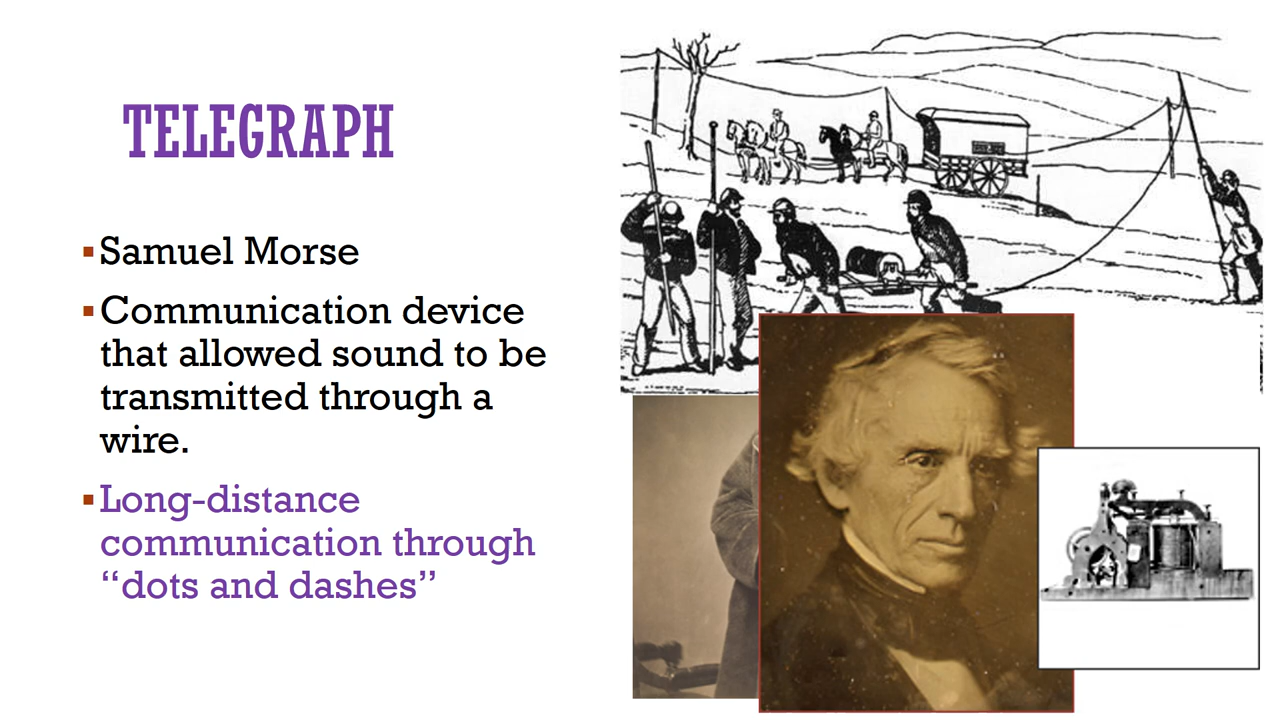 TELEGRAPH
▪Samuel Morse
▪Communication device
that allowed sound to be
transmitted through a
wire.
▪Long-distance
communication through
“dots and dashes”